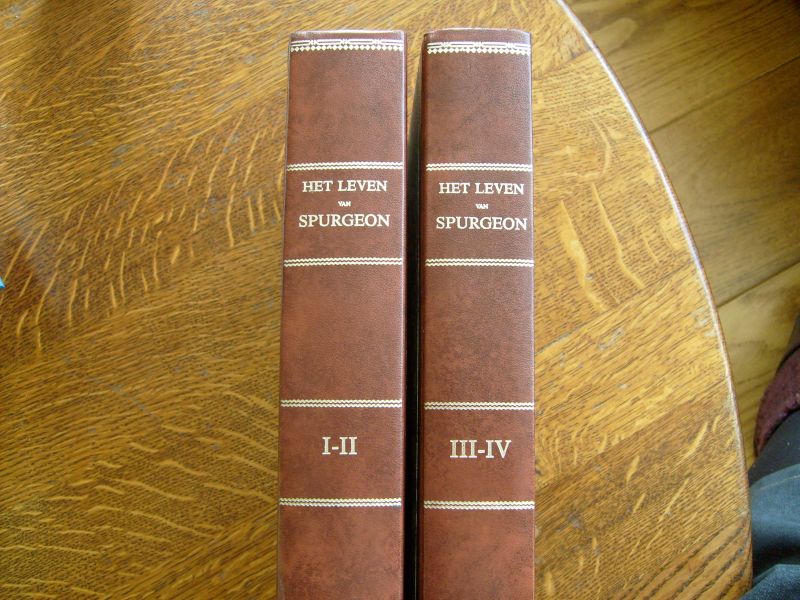 HET LEVEN
VAN
SPURGEON
I-II
HET LEVEN
VAN
SPURGEON
III-IV